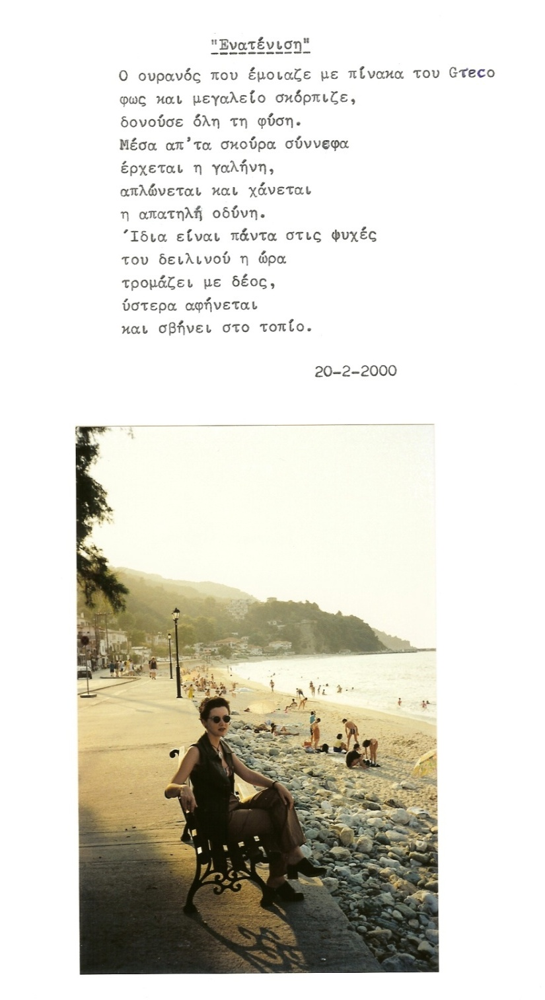 "Ενατένιση"
Ο ουρανός που έμοιαζε με πίνακα του Greco
φως και μεγαλείο σκόρπιζε,
δονούσε όλη τη φύση.
Μέσα απ'τα σκούρα σύννεφα
έρχεται η γαλήνη,
απλώνεται και χάνεται
η απατηλή οδύνη.
Ίδια είναι πάντα στις ψυχές
του δειλινού η ώρα
τρομάζει με δέος,
ύστερα αφήνεται
και σβήνει στο τοπίο.
20-2-2000